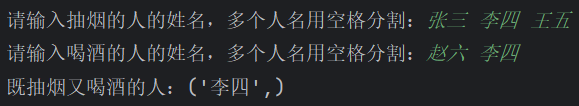 请输入抽烟的人的姓名，多个人名用空格分割：张三 李四 王五
请输入喝酒的人的姓名，多个人名用空格分割：赵六 李四
既抽烟又喝酒的人：('李四',)